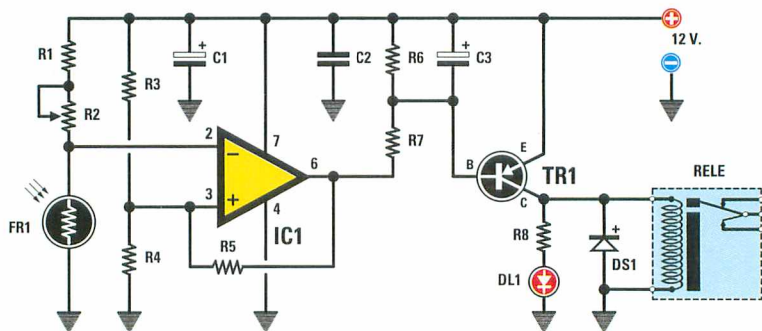 R1
R2
FR1
R3
R4
+
C1
2
3
−
+
7
6
4
IC1
R5
C2
R6
R7
+
C3
B
E
C
TR1
R8
DL1
+
DS1
RELE
+
12 V.
−